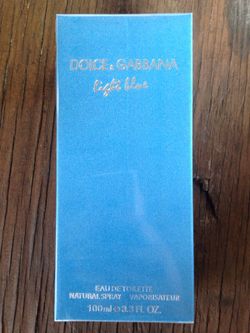 DOLCE & GABBANA
light blue
EAU DE TOILETTE
NATURAL SPRAY VAPORISATEUR
100ml ℮ 3.3 FL. OZ.